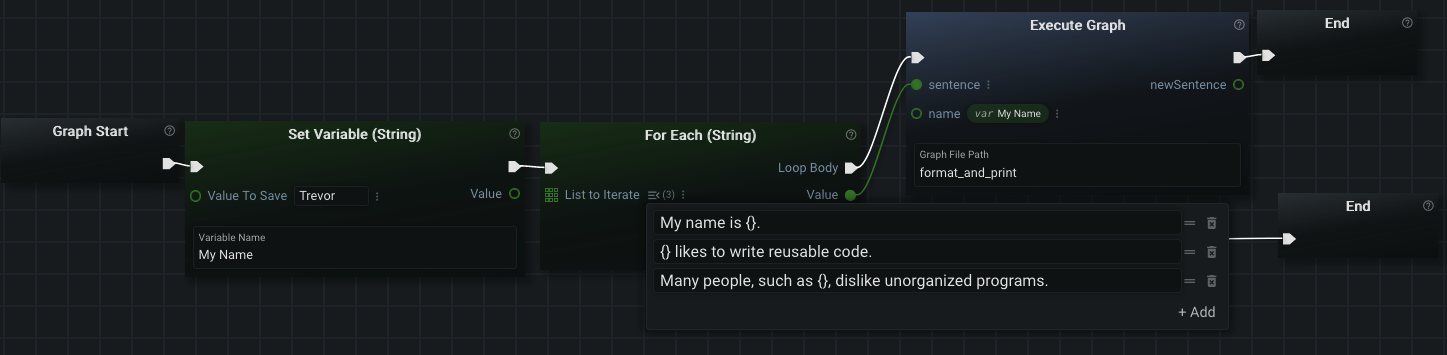 Graph Start
Set Variable (String)
Value To Save
Trevor
Value
Variable Name
My Name
For Each (String)
Loop Body
List to Iterate
(3)
Value
My name is {}.
{} likes to write reusable code.
Many people, such as {}, dislike unorganized programs.
+ Add
Execute Graph
sentence
newSentence
name
var My Name
Graph File Path
format_and_print
End
End